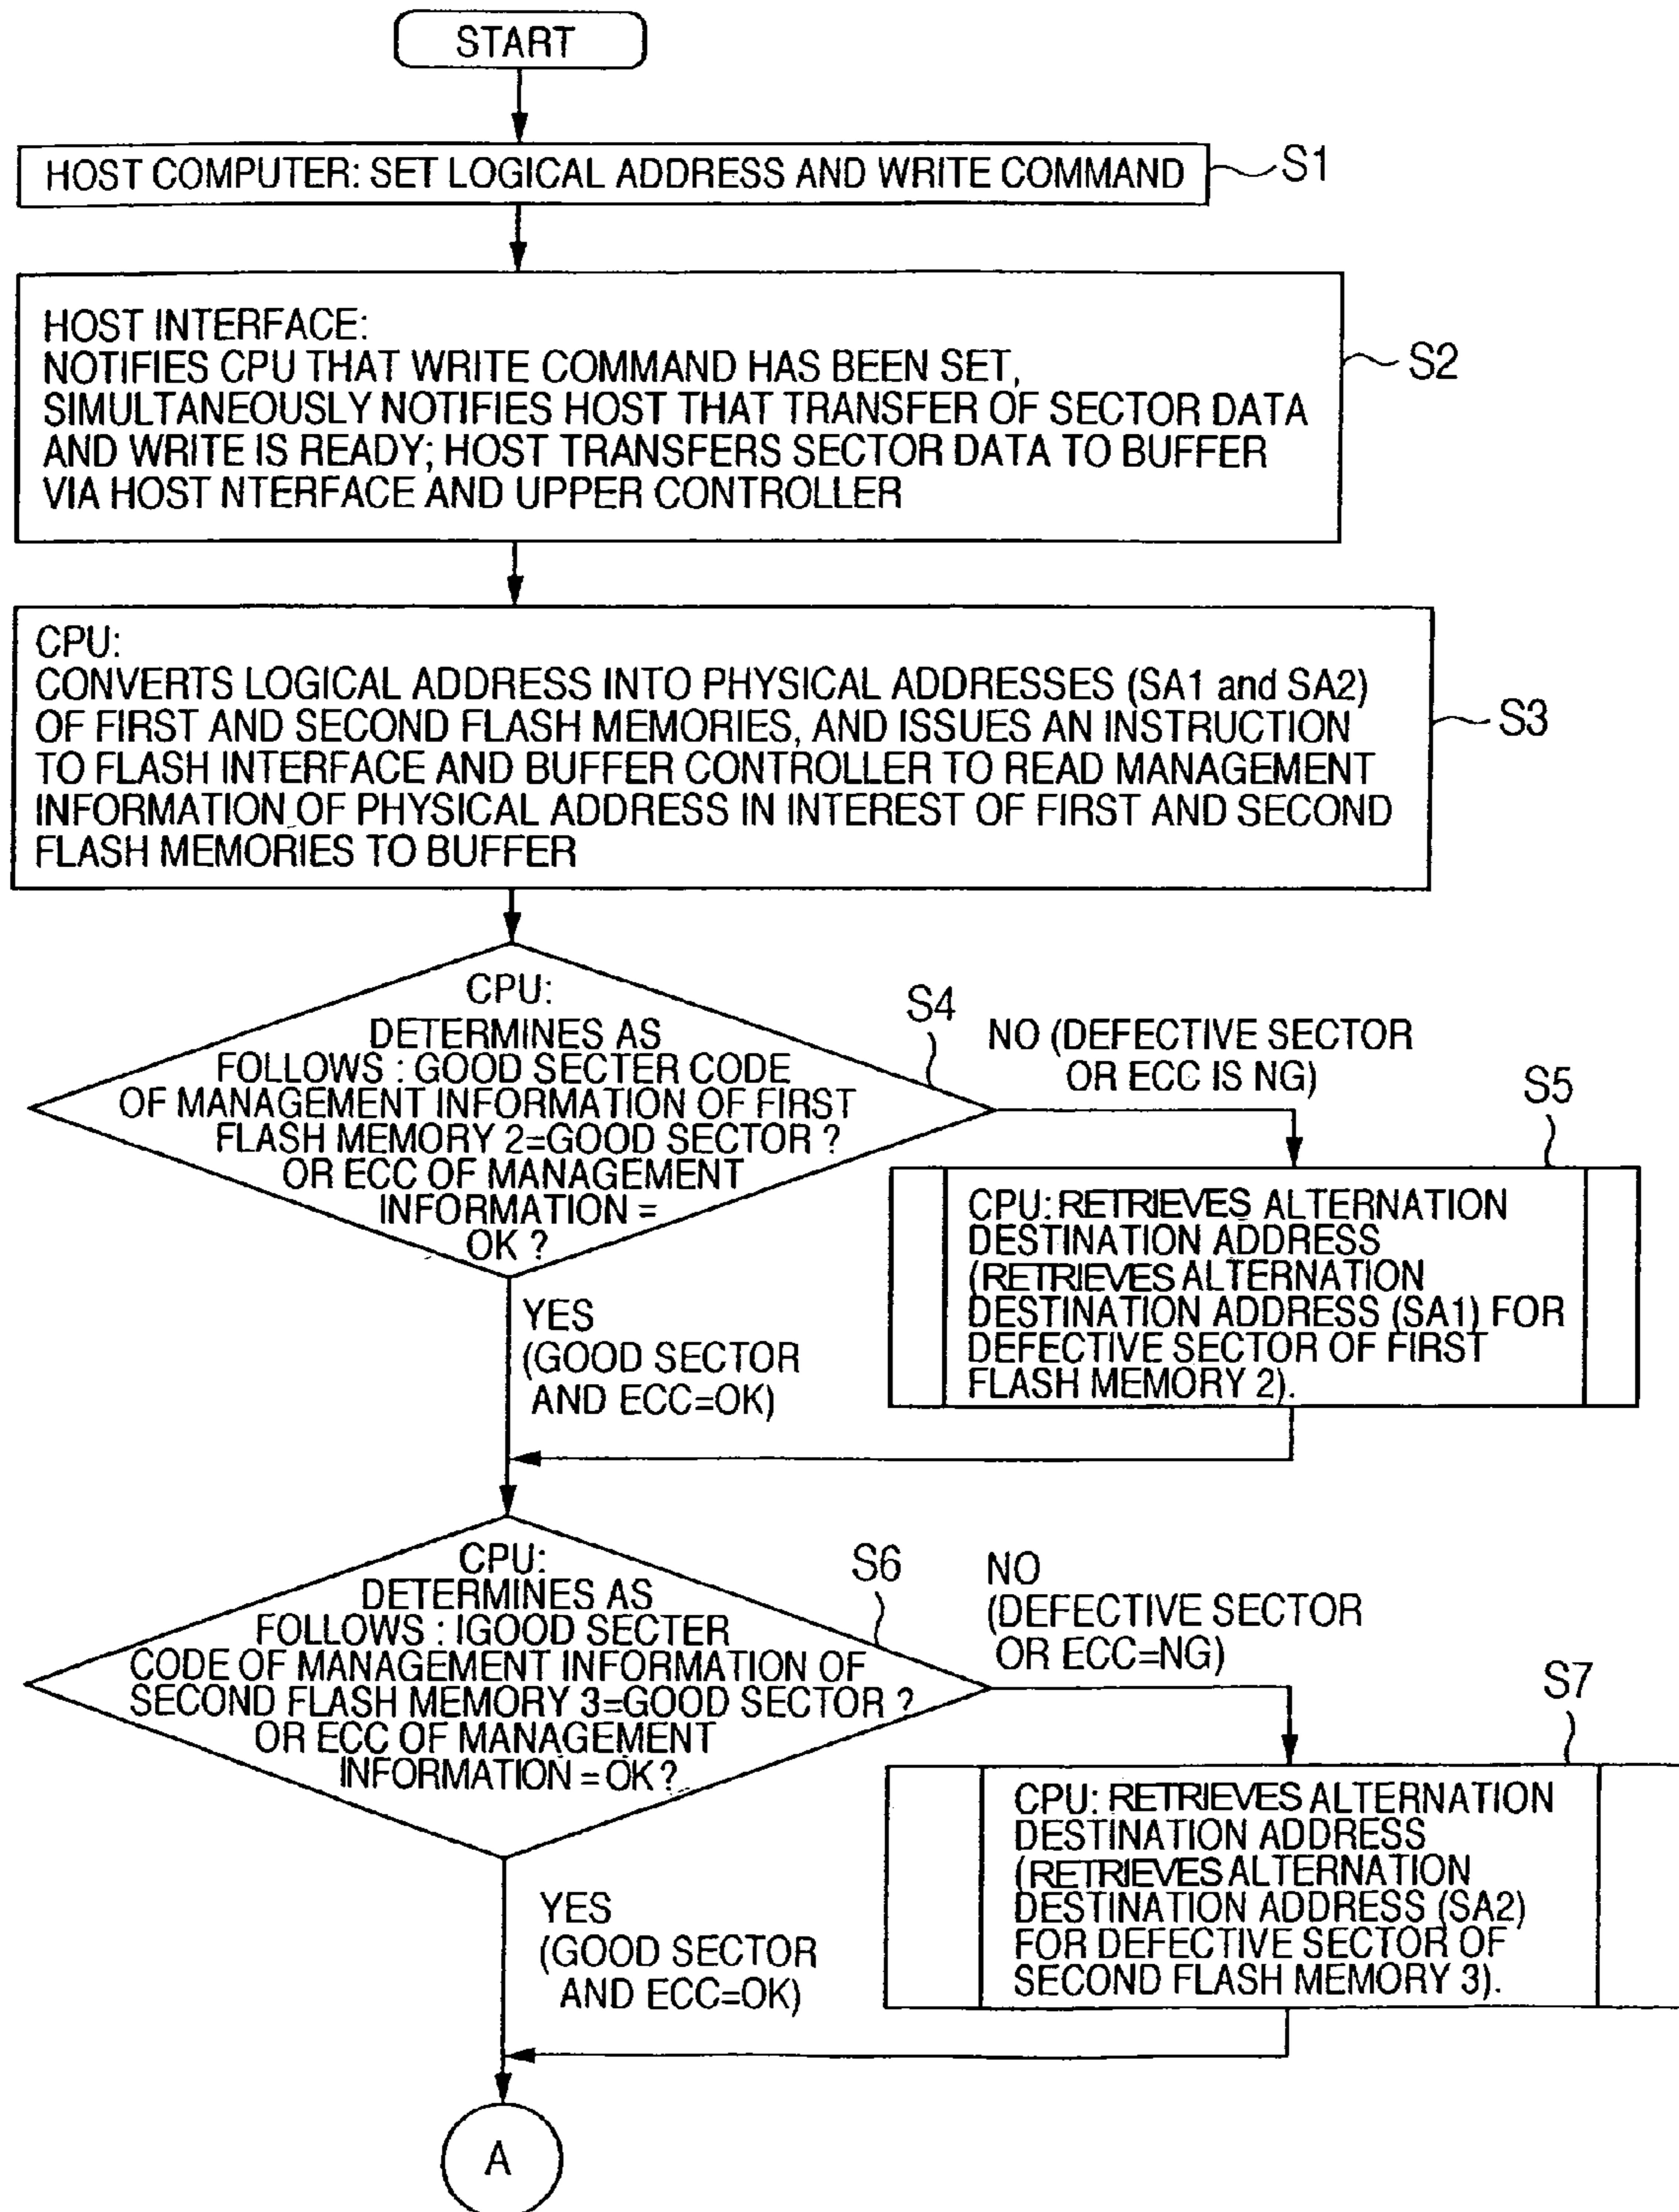 START
HOST COMPUTER: SET LOGICAL ADDRESS AND WRITE COMMAND
S1
HOST INTERFACE:
NOTIFIES CPU THAT WRITE COMMAND HAS BEEN SET,
SIMULTANEOUSLY NOTIFIES HOST THAT TRANSFER OF SECTOR DATA
AND WRITE IS READY; HOST TRANSFERS SECTOR DATA TO BUFFER
VIA HOST NTERFACE AND UPPER CONTROLLER
S2
CPU:
CONVERTS LOGICAL ADDRESS INTO PHYSICAL ADDRESSES (SA1 and SA2)
OF FIRST AND SECOND FLASH MEMORIES, AND ISSUES AN INSTRUCTION
TO FLASH INTERFACE AND BUFFER CONTROLLER TO READ MANAGEMENT
INFORMATION OF PHYSICAL ADDRESS IN INTEREST OF FIRST AND SECOND
FLASH MEMORIES TO BUFFER
S3
CPU:
DETERMINES AS
FOLLOWS : GOOD SECTER CODE
OF MANAGEMENT INFORMATION OF FIRST
FLASH MEMORY 2=GOOD SECTOR ?
OR ECC OF MANAGEMENT
INFORMATION =
OK ?
S4
NO (DEFECTIVE SECTOR
OR ECC IS NG)
S5
CPU: RETRIEVES ALTERNATION
DESTINATION ADDRESS
(RETRIEVES ALTERNATION
DESTINATION ADDRESS (SA1) FOR
DEFECTIVE SECTOR OF FIRST
FLASH MEMORY 2).
YES
(GOOD SECTOR
AND ECC=OK)
CPU:
DETERMINES AS
FOLLOWS : IGOOD SECTER
CODE OF MANAGEMENT INFORMATION OF
SECOND FLASH MEMORY 3=GOOD SECTOR ?
OR ECC OF MANAGEMENT
INFORMATION = OK ?
S6
NO
(DEFECTIVE SECTOR
OR ECC=NG)
S7
CPU: RETRIEVES ALTERNATION
DESTINATION ADDRESS
(RETRIEVES ALTERNATION
DESTINATION ADDRESS (SA2)
FOR DEFECTIVE SECTOR OF
SECOND FLASH MEMORY 3).
YES
(GOOD SECTOR
AND ECC=OK)
A